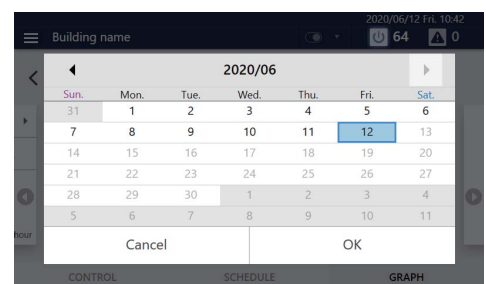 2020/06/12 Fri. 10:42
Building name 64 0
2020/06
Sun. Mon. Tue. Wed. Thu. Fri. Sat.
31 1 2 3 4 5 6
7 8 9 10 11 12 13
14 15 16 17 18 19 20
21 22 23 24 25 26 27
28 29 30 1 2 3 4
5 6 7 8 9 10 11
hour
Cancel OK
CONTROL SCHEDULE GRAPH